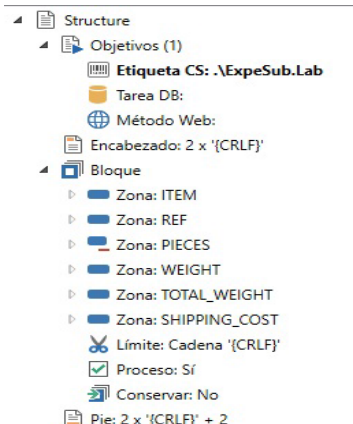 Structure
Objetivos (1)
Etiqueta CS: .\ExpeSub.Lab
Tarea DB:
Método Web:
Encabezado: 2 x '{CRLF}'
Bloque
Zona: ITEM
Zona: REF
Zona: PIECES
Zona: WEIGHT
Zona: TOTAL_WEIGHT
Zona: SHIPPING_COST
Límite: Cadena '{CRLF}'
Proceso: Sí
Conservar: No
Pie: 2 x '{CRLF}' + 2